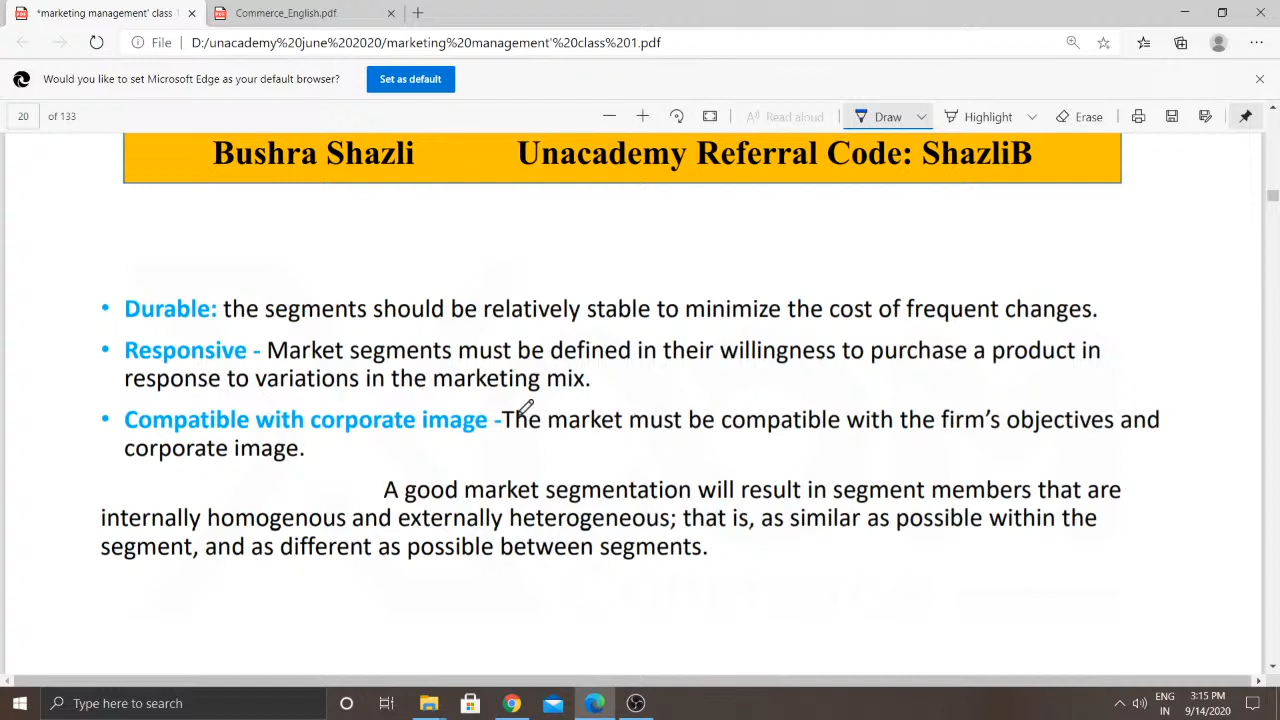 *marketing management' class 1
Commerce_English.pdf
File D:/unacademy%20june%202020/marketing%20management'%20class%201.pdf
Would you like to set Microsoft Edge as your default browser? Set as default
20 of 133 Read aloud Draw Highlight Erase
Bushra Shazli Unacademy Referral Code: ShazliB
• Durable: the segments should be relatively stable to minimize the cost of frequent changes.
• Responsive - Market segments must be defined in their willingness to purchase a product in
response to variations in the marketing mix.
• Compatible with corporate image -The market must be compatible with the firm's objectives and
corporate image.
A good market segmentation will result in segment members that are
internally homogenous and externally heterogeneous; that is, as similar as possible within the
segment, and as different as possible between segments.
Type here to search
ENG 3:15 PM
IN 9/14/2020